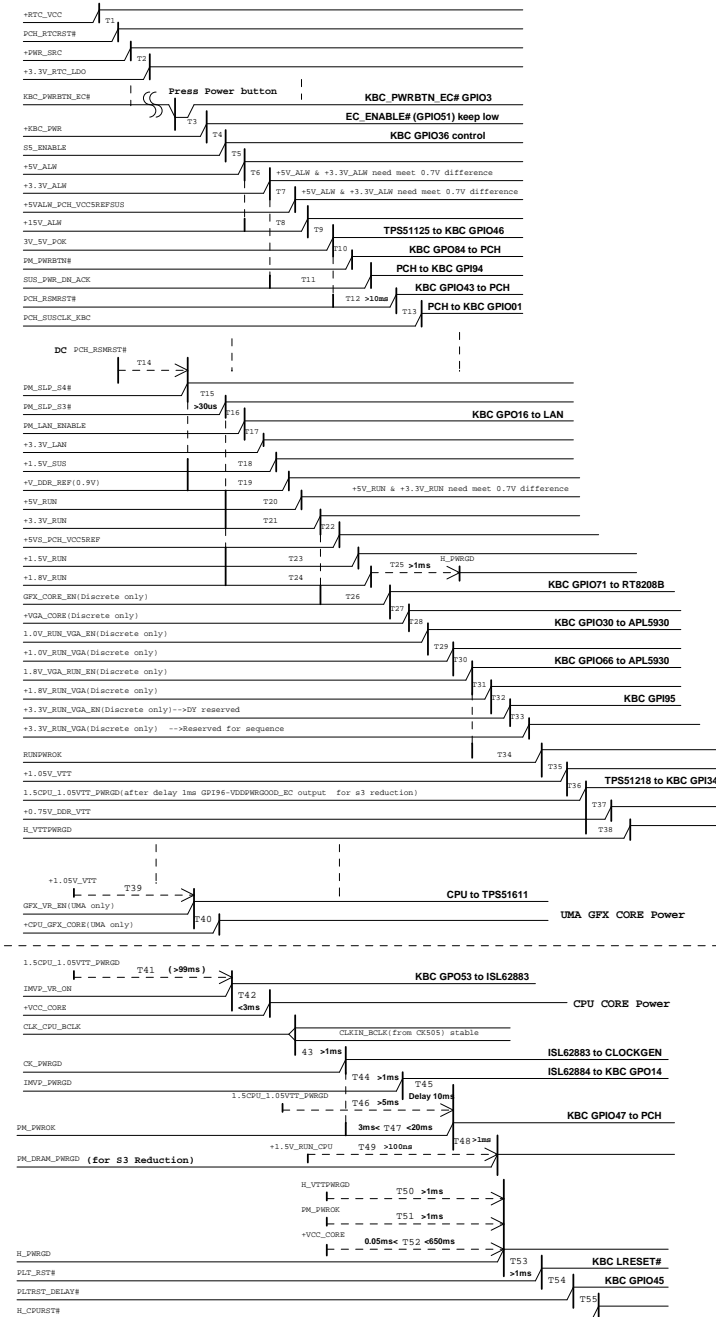 +RTC_VCC
T1
PCH_RTCRST#
+PWR_SRC
T2
+3.3V_RTC_LDO
Press Power button
KBC_PWRBTN_EC#
KBC_PWRBTN_EC# GPIO3
T3
EC_ENABLE# (GPIO51) keep low
+KBC_PWR
T4
KBC GPIO36 control
S5_ENABLE
T5
+5V_ALW
T6
+5V_ALW & +3.3V_ALW need meet 0.7V difference
+3.3V_ALW
T7
+5V_ALW & +3.3V_ALW need meet 0.7V difference
+5VALW_PCH_VCC5REFSUS
+15V_ALW
T8
T9
TPS51125 to KBC GPIO46
3V_5V_POK
T10
KBC GPO84 to PCH
PM_PWRBTN#
PCH to KBC GPI94
SUS_PWR_DN_ACK
T11
KBC GPIO43 to PCH
PCH_RSMRST#
T12 >10ms
PCH to KBC GPIO01
T13
PCH_SUSCLK_KBC
DC PCH_RSMRST#
T14
PM_SLP_S4#
T15
>30us
PM_SLP_S3#
T16
KBC GPO16 to LAN
PM_LAN_ENABLE
T17
+3.3V_LAN
+1.5V_SUS
T18
+V_DDR_REF(0.9V)
T19
+5V_RUN & +3.3V_RUN need meet 0.7V difference
+5V_RUN
T20
+3.3V_RUN
T21
T22
+5VS_PCH_VCC5REF
+1.5V_RUN
T23
T25 >1ms
H_PWRGD
+1.8V_RUN
T24
KBC GPIO71 to RT8208B
GFX_CORE_EN(Discrete only)
T26
T27
+VGA_CORE(Discrete only)
T28
KBC GPIO30 to APL5930
1.0V_RUN_VGA_EN(Discrete only)
T29
+1.0V_RUN_VGA(Discrete only)
T30
KBC GPIO66 to APL5930
1.8V_VGA_RUN_EN(Discrete only)
T31
+1.8V_RUN_VGA(Discrete only)
T32
KBC GPI95
+3.3V_RUN_VGA_EN(Discrete only)-->DY reserved
T33
+3.3V_RUN_VGA(Discrete only) -->Reserved for sequence
RUNPWROK
T34
T35
+1.05V_VTT
T36
TPS51218 to KBC GPI34
1.5CPU_1.05VTT_PWRGD(after delay 1ms GPI96-VDDPWRGOOD_EC output for s3 reduction)
T37
+0.75V_DDR_VTT
T38
H_VTTPWRGD
+1.05V_VTT
T39
CPU to TPS51611
GFX_VR_EN(UMA only)
T40
UMA GFX CORE Power
+CPU_GFX_CORE(UMA only)
1.5CPU_1.05VTT_PWRGD
T41 (>99ms)
KBC GPO53 to ISL62883
IMVP_VR_ON
T42
<3ms
+VCC_CORE
CPU CORE Power
CLK_CPU_BCLK
CLKIN_BCLK(from CK505) stable
43 >1ms
ISL62883 to CLOCKGEN
CK_PWRGD
T44 >1ms
ISL62884 to KBC GPO14
IMVP_PWRGD
T45
Delay 10ms
1.5CPU_1.05VTT_PWRGD
T46 >5ms
KBC GPIO47 to PCH
PM_PWROK
3ms< T47 <20ms
T48 >1ms
+1.5V_RUN_CPU
T49 >100ns
PM_DRAM_PWRGD (for S3 Reduction)
H_VTTPWRGD
T50 >1ms
PM_PWROK
T51 >1ms
+VCC_CORE
0.05ms< T52 <650ms
H_PWRGD
T53
>1ms
KBC LRESET#
PLT_RST#
T54
KBC GPIO45
PLTRST_DELAY#
T55
H_CPURST#